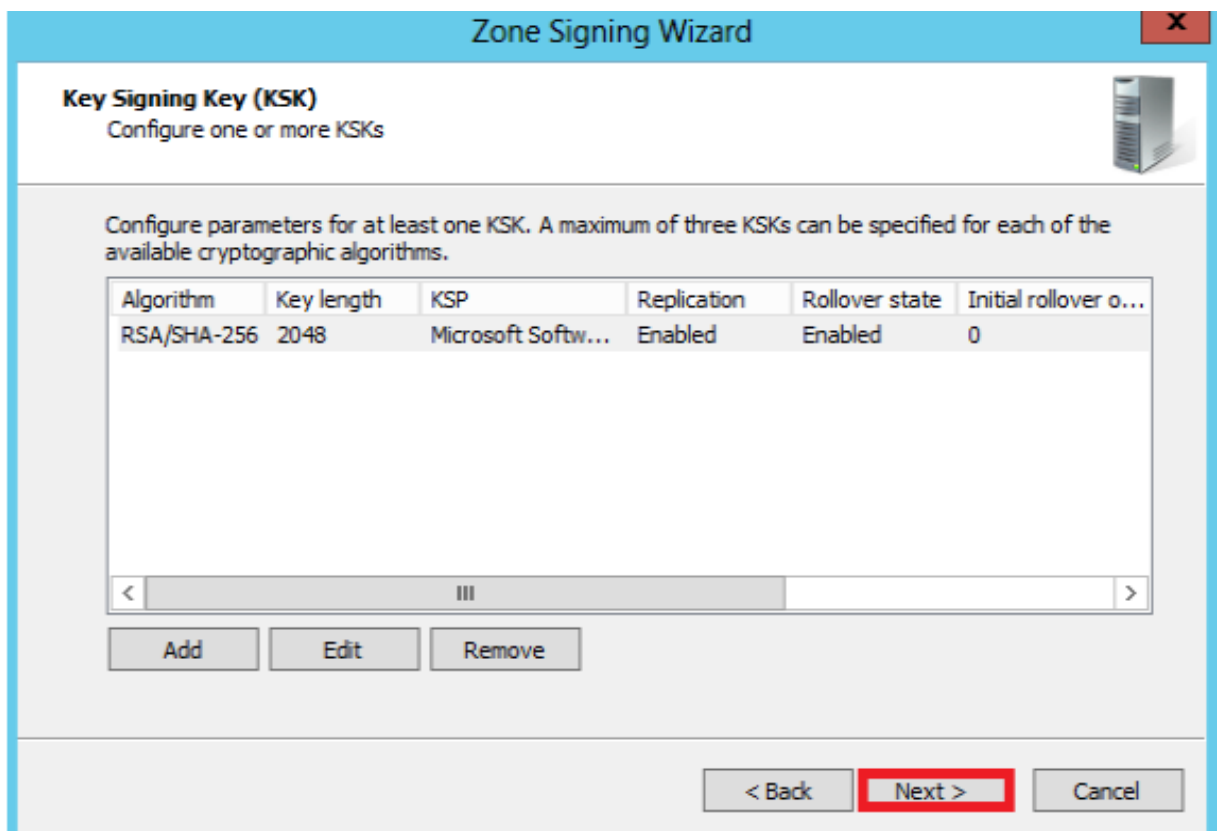 Zone Signing Wizard
x
Key Signing Key (KSK)
Configure one or more KSKs
Configure parameters for at least one KSK. A maximum of three KSKs can be specified for each of the
available cryptographic algorithms.
Algorithm Key length KSP Replication Rollover state Initial rollover o...
RSA/SHA-256 2048 Microsoft Softw... Enabled Enabled 0
Add Edit Remove
< Back Next > Cancel